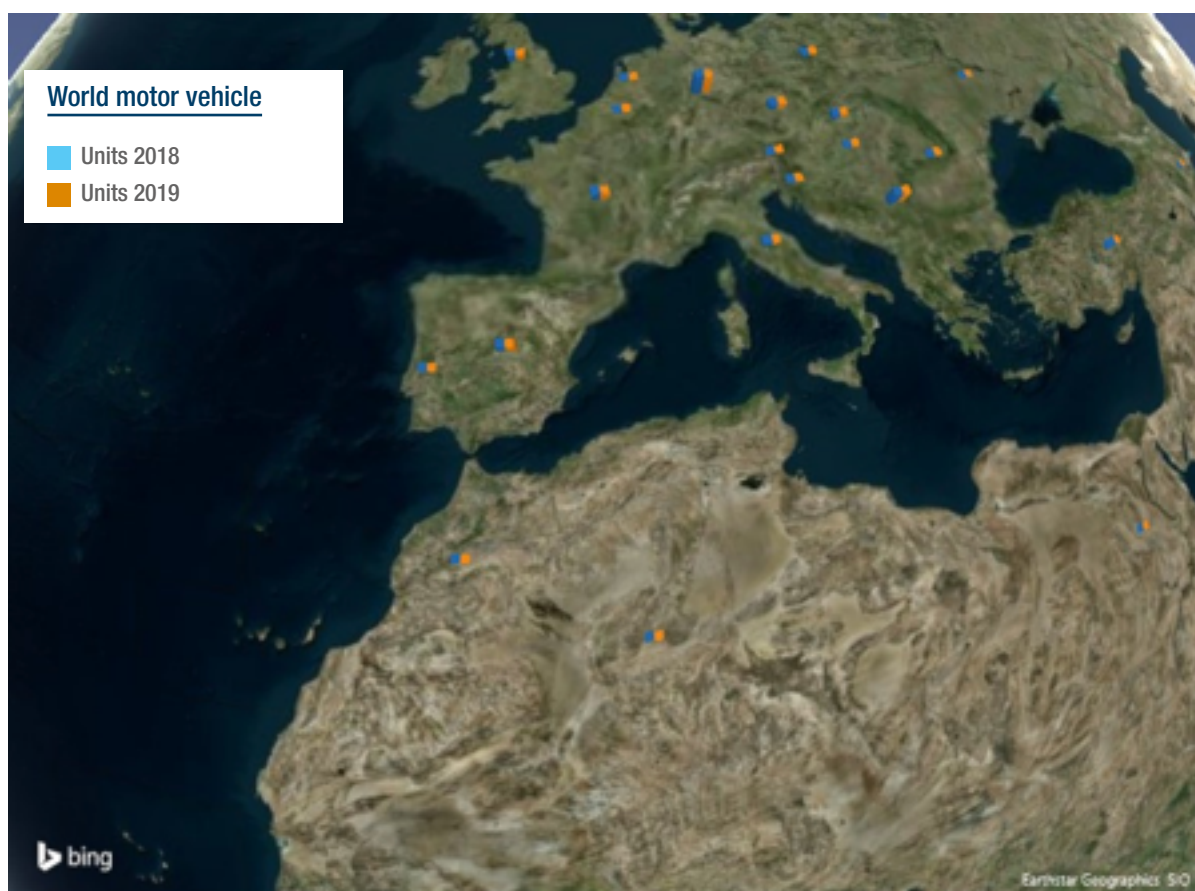 World motor vehicle
Units 2018
Units 2019
bing
Earthstar Geographics SIO